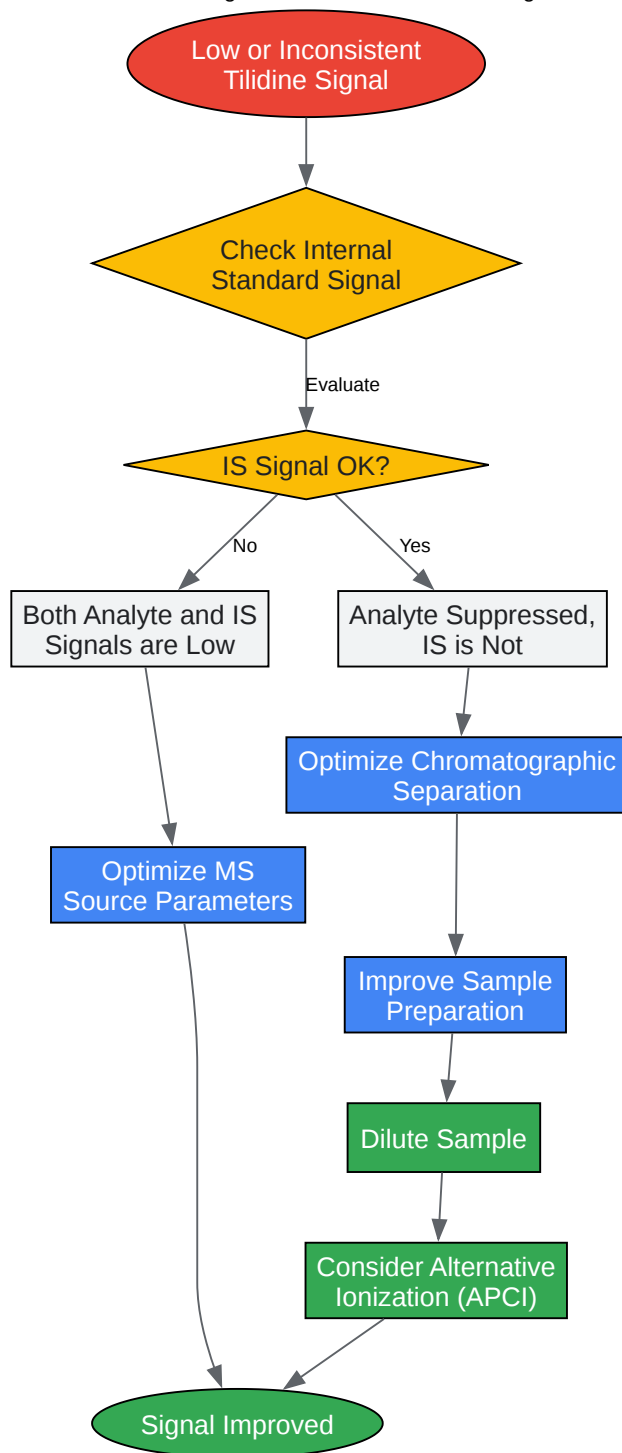 Low or Inconsistent
Tilidine Signal
Check Internal
Standard Signal
Evaluate
IS Signal OK?
No
Yes
Both Analyte and IS
Signals are Low
Analyte Suppressed,
IS is Not
Optimize Chromatographic
Separation
Optimize MS
Source Parameters
Improve Sample
Preparation
Dilute Sample
Consider Alternative
Ionization (APCI)
Signal Improved